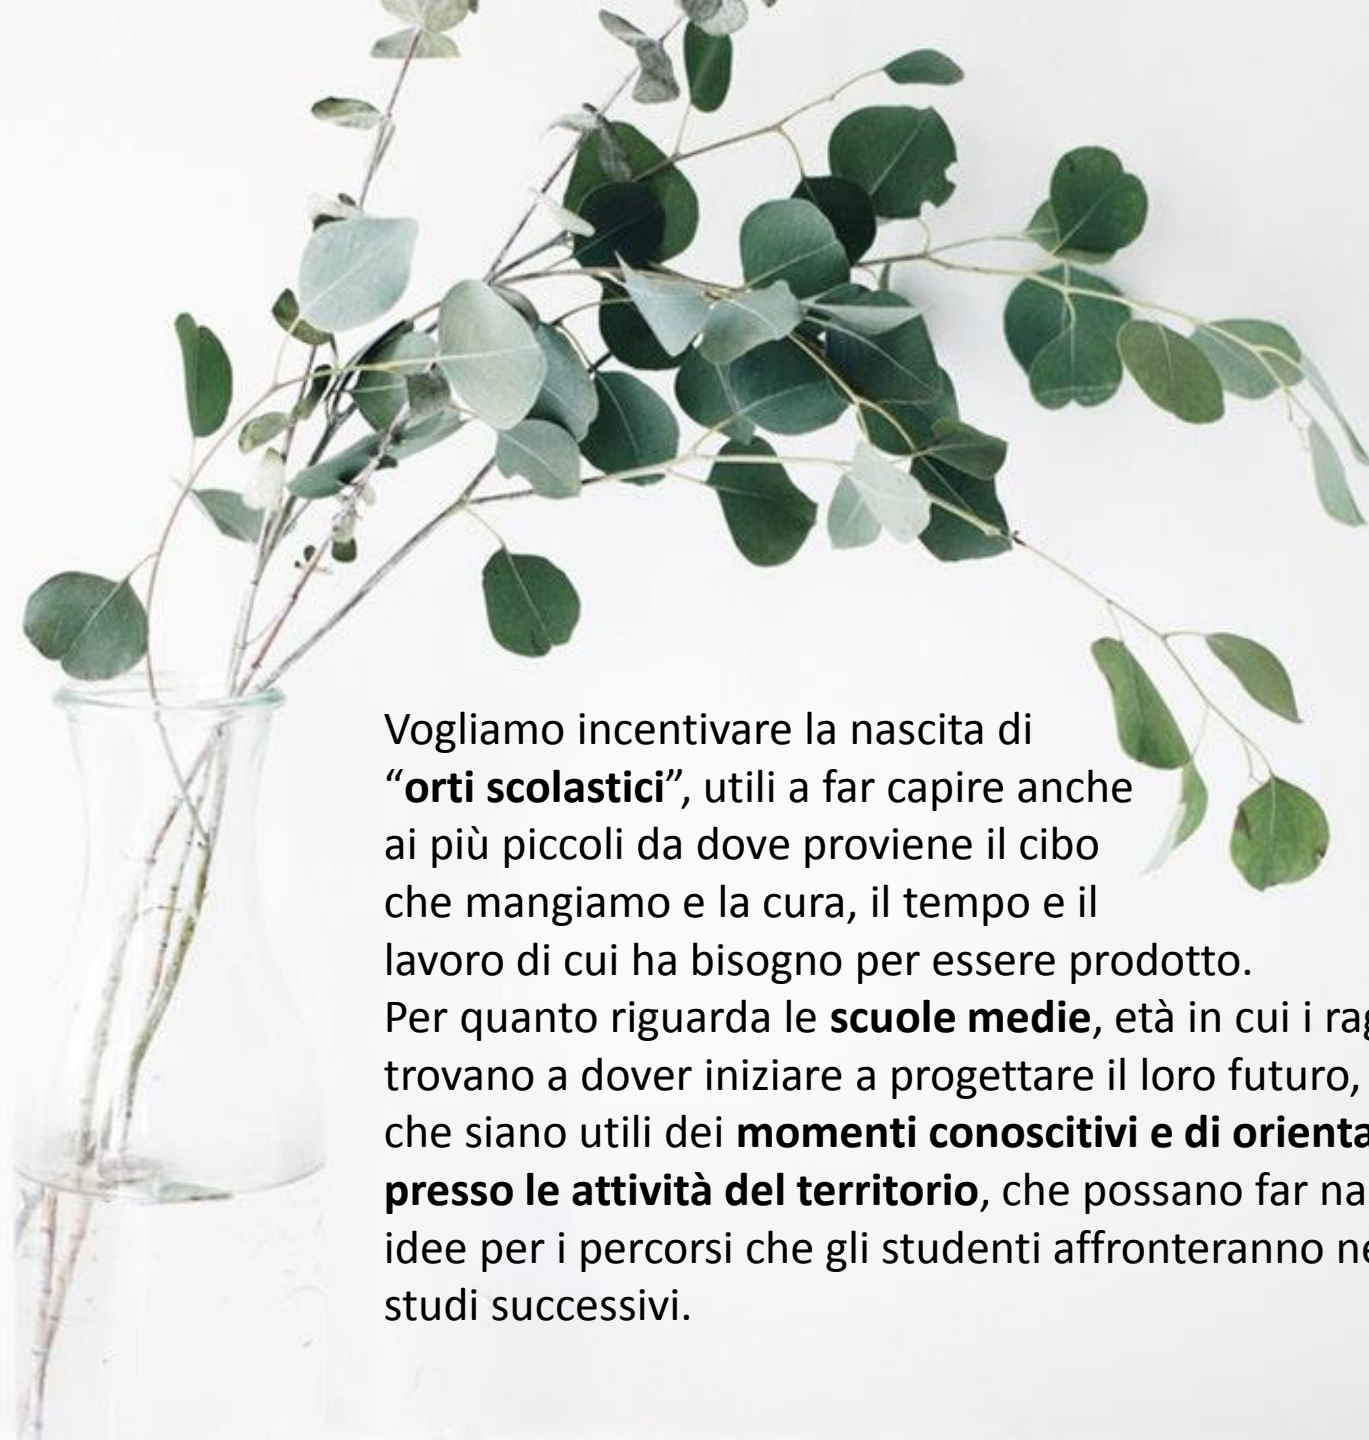 Vogliamo incentivare la nascita di
“orti scolastici”, utili a far capire anche
ai più piccoli da dove proviene il cibo
che mangiamo e la cura, il tempo e il
lavoro di cui ha bisogno per essere prodotto.
Per quanto riguarda le scuole medie, età in cui i
trovano a dover iniziare a progettare il loro futuro,
che siano utili dei momenti conoscitivi e di
presso le attività del territorio, che possano far
idee per i percorsi che gli studenti affronteranno
studi successivi.